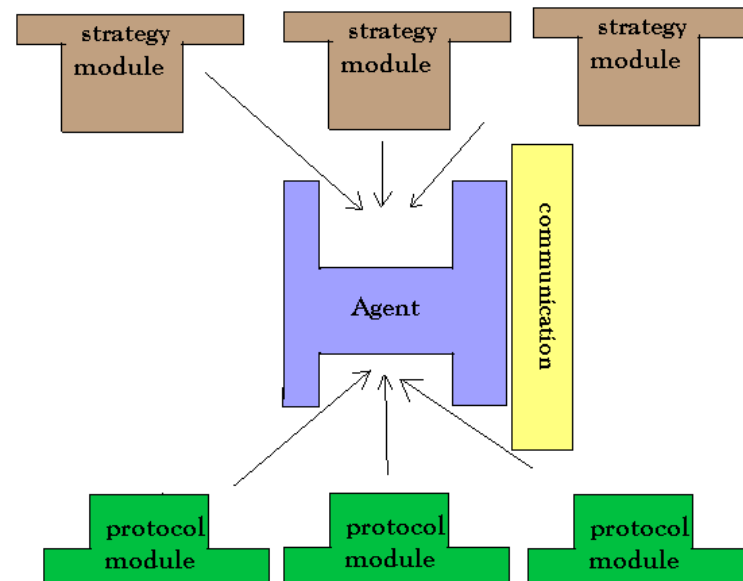 strategy
module
strategy
module
strategy
module
communication
Agent
protocol
module
protocol
module
protocol
module